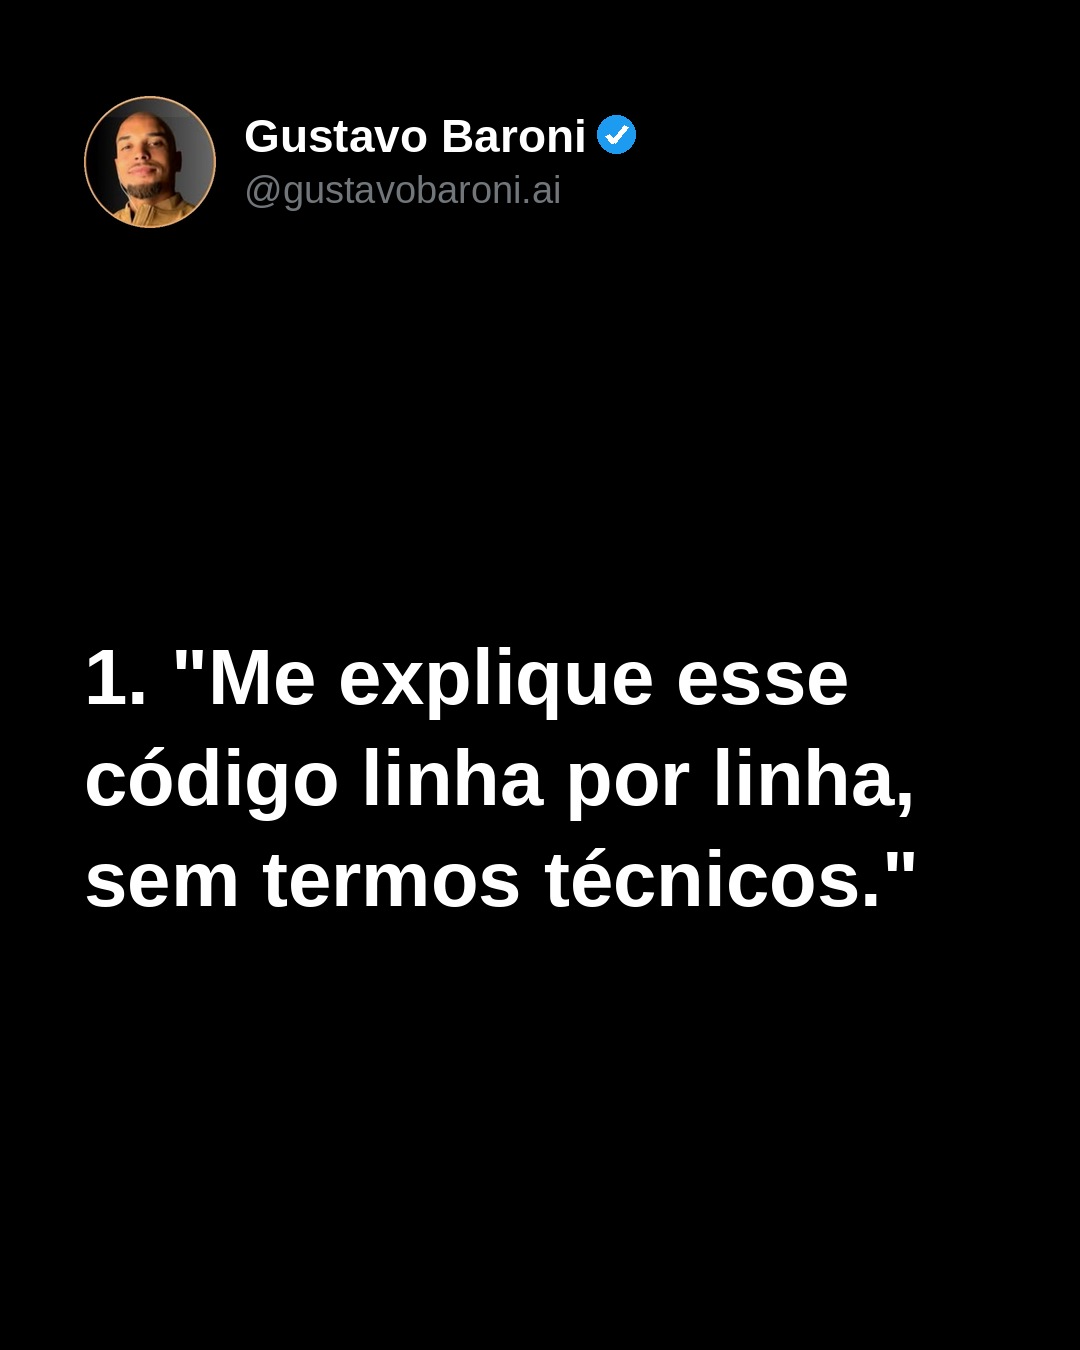 Gustavo Baroni
@gustavobaroni.ai
1. "Me explique esse
código linha por linha,
sem termos técnicos."